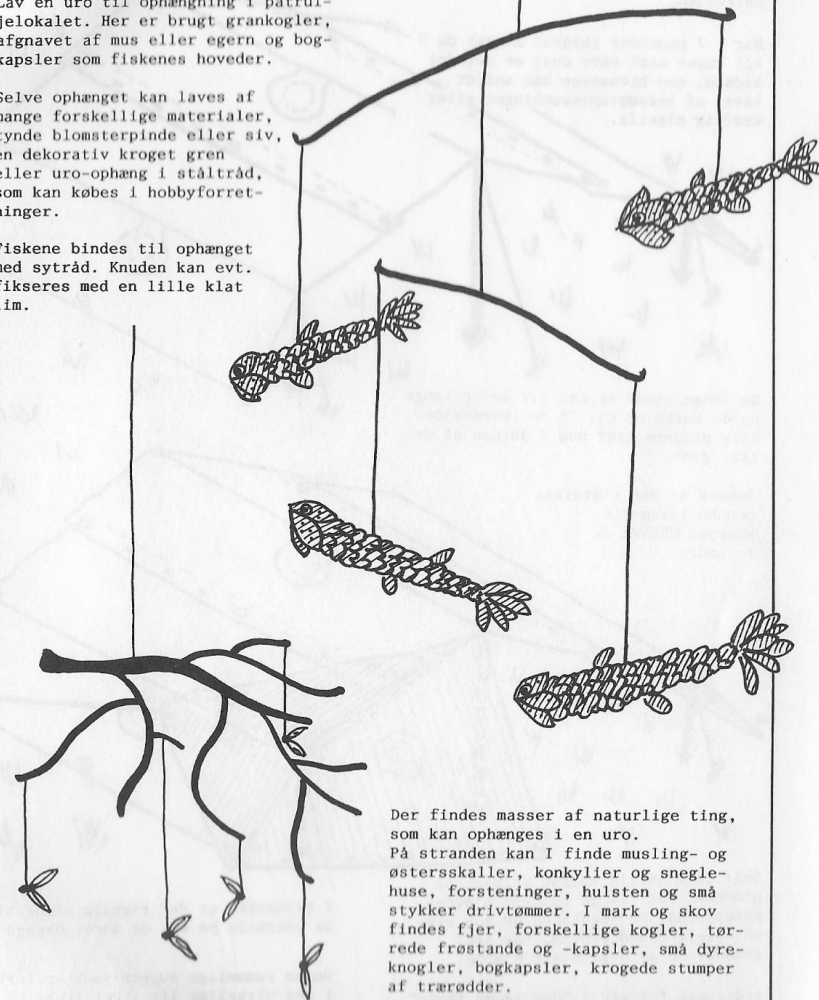 Lav en uro til ophængning i patrul-
jelokalet. Her er brugt grankogler,
afgnavet af mus eller egern og bog-
kapsler som fiskenes hoveder.
Selve ophænget kan laves af
mange forskellige materialer,
tynde blomsterpinde eller siv,
en dekorativ kroget gren
eller uro-ophæng i ståltråd,
som kan købes i hobbyforret-
ninger.
Fiskene bindes til ophænget
med sytråd. Knuden kan evt.
fikseres med en lille klat
lim.
Der findes masser af naturlige ting,
som kan ophænges i en uro.
På stranden kan I finde musling- og
østersskaller, konkylier og snegle-
huse, forsteninger, hulsten og små
stykker drivtømmer. I mark og skov
findes fjer, forskellige kogler, tør-
rede frøstande og -kapsler, små dyre-
knogler, bogkapsler, krogede stumper
af trærødder.